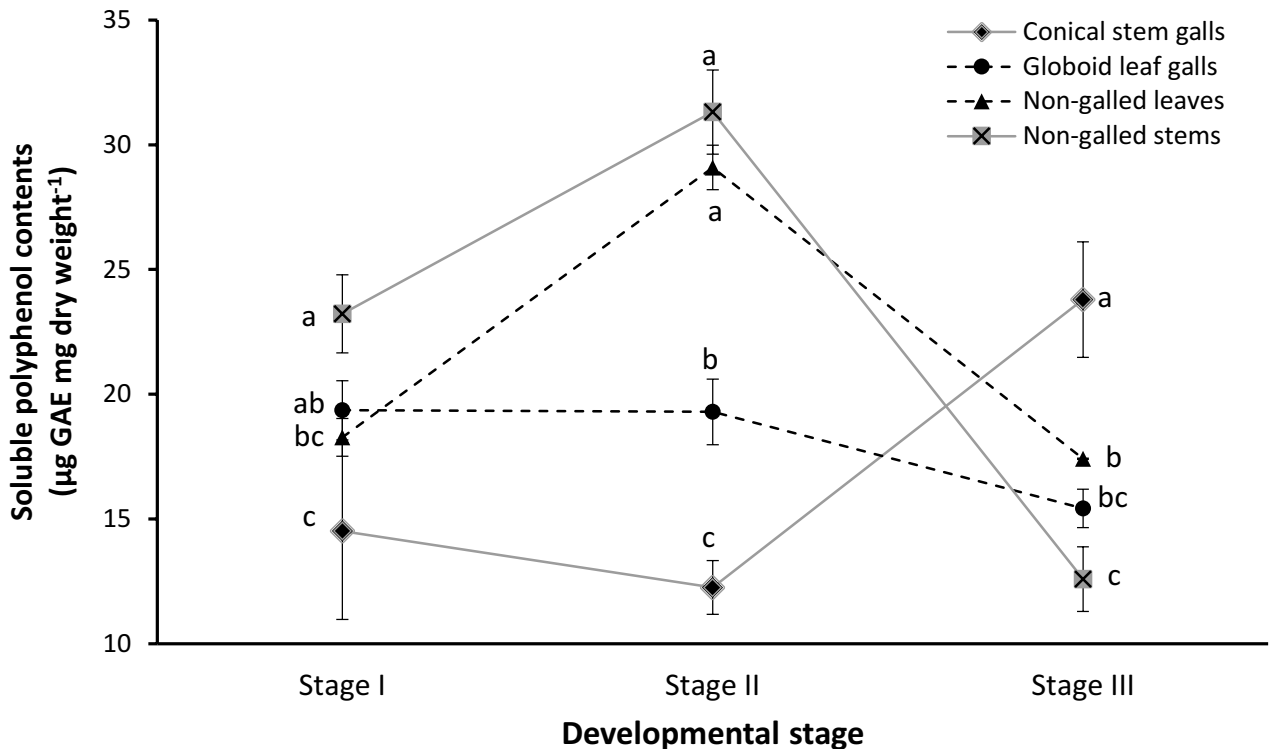 Soluble polyphenol contents
(µg GAE mg dry weight⁻¹)
35
30
25
20
15
10
Conical stem galls
Globoid leaf galls
Non-galled leaves
Non-galled stems
a
ab
bc
c
a
a
b
c
a
b
bc
c
Stage I
Stage II
Stage III
Developmental stage